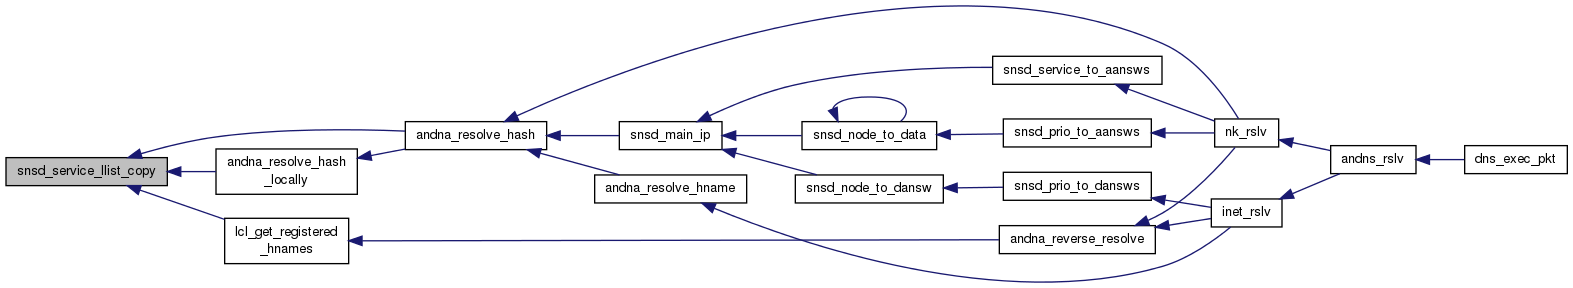 snsd_service_llist_copy
andna_resolve_hash
andna_resolve_hash
_locally
lcl_get_registered
_hnames
snsd_main_ip
andna_resolve_hname
snsd_service_to_aansws
snsd_node_to_data
snsd_node_to_dansw
snsd_prio_to_aansws
snsd_prio_to_dansws
andna_reverse_resolve
nk_rslv
inet_rslv
andns_rslv
dns_exec_pkt